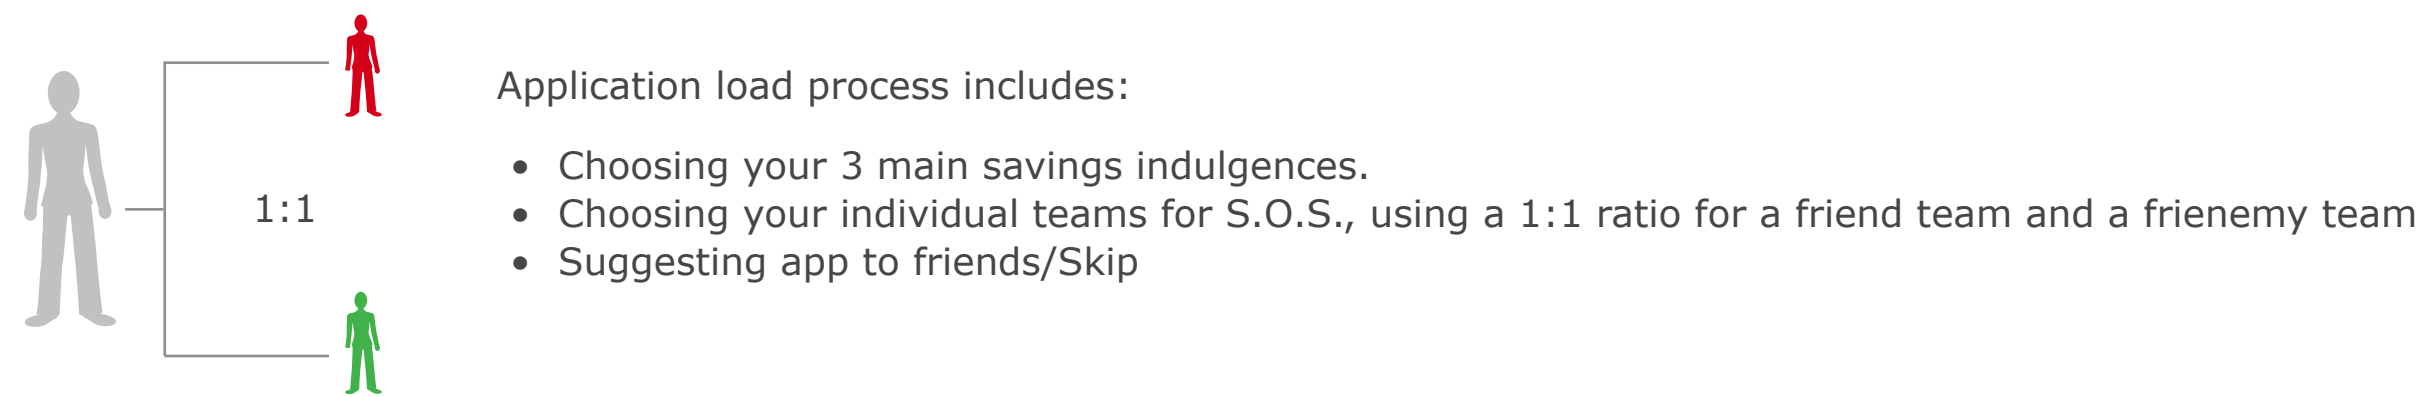 1:1
Application load process includes:
• Choosing your 3 main savings indulgences.
• Choosing your individual teams for S.O.S., using a 1:1 ratio for a friend team and a frienemy team
• Suggesting app to friends/Skip